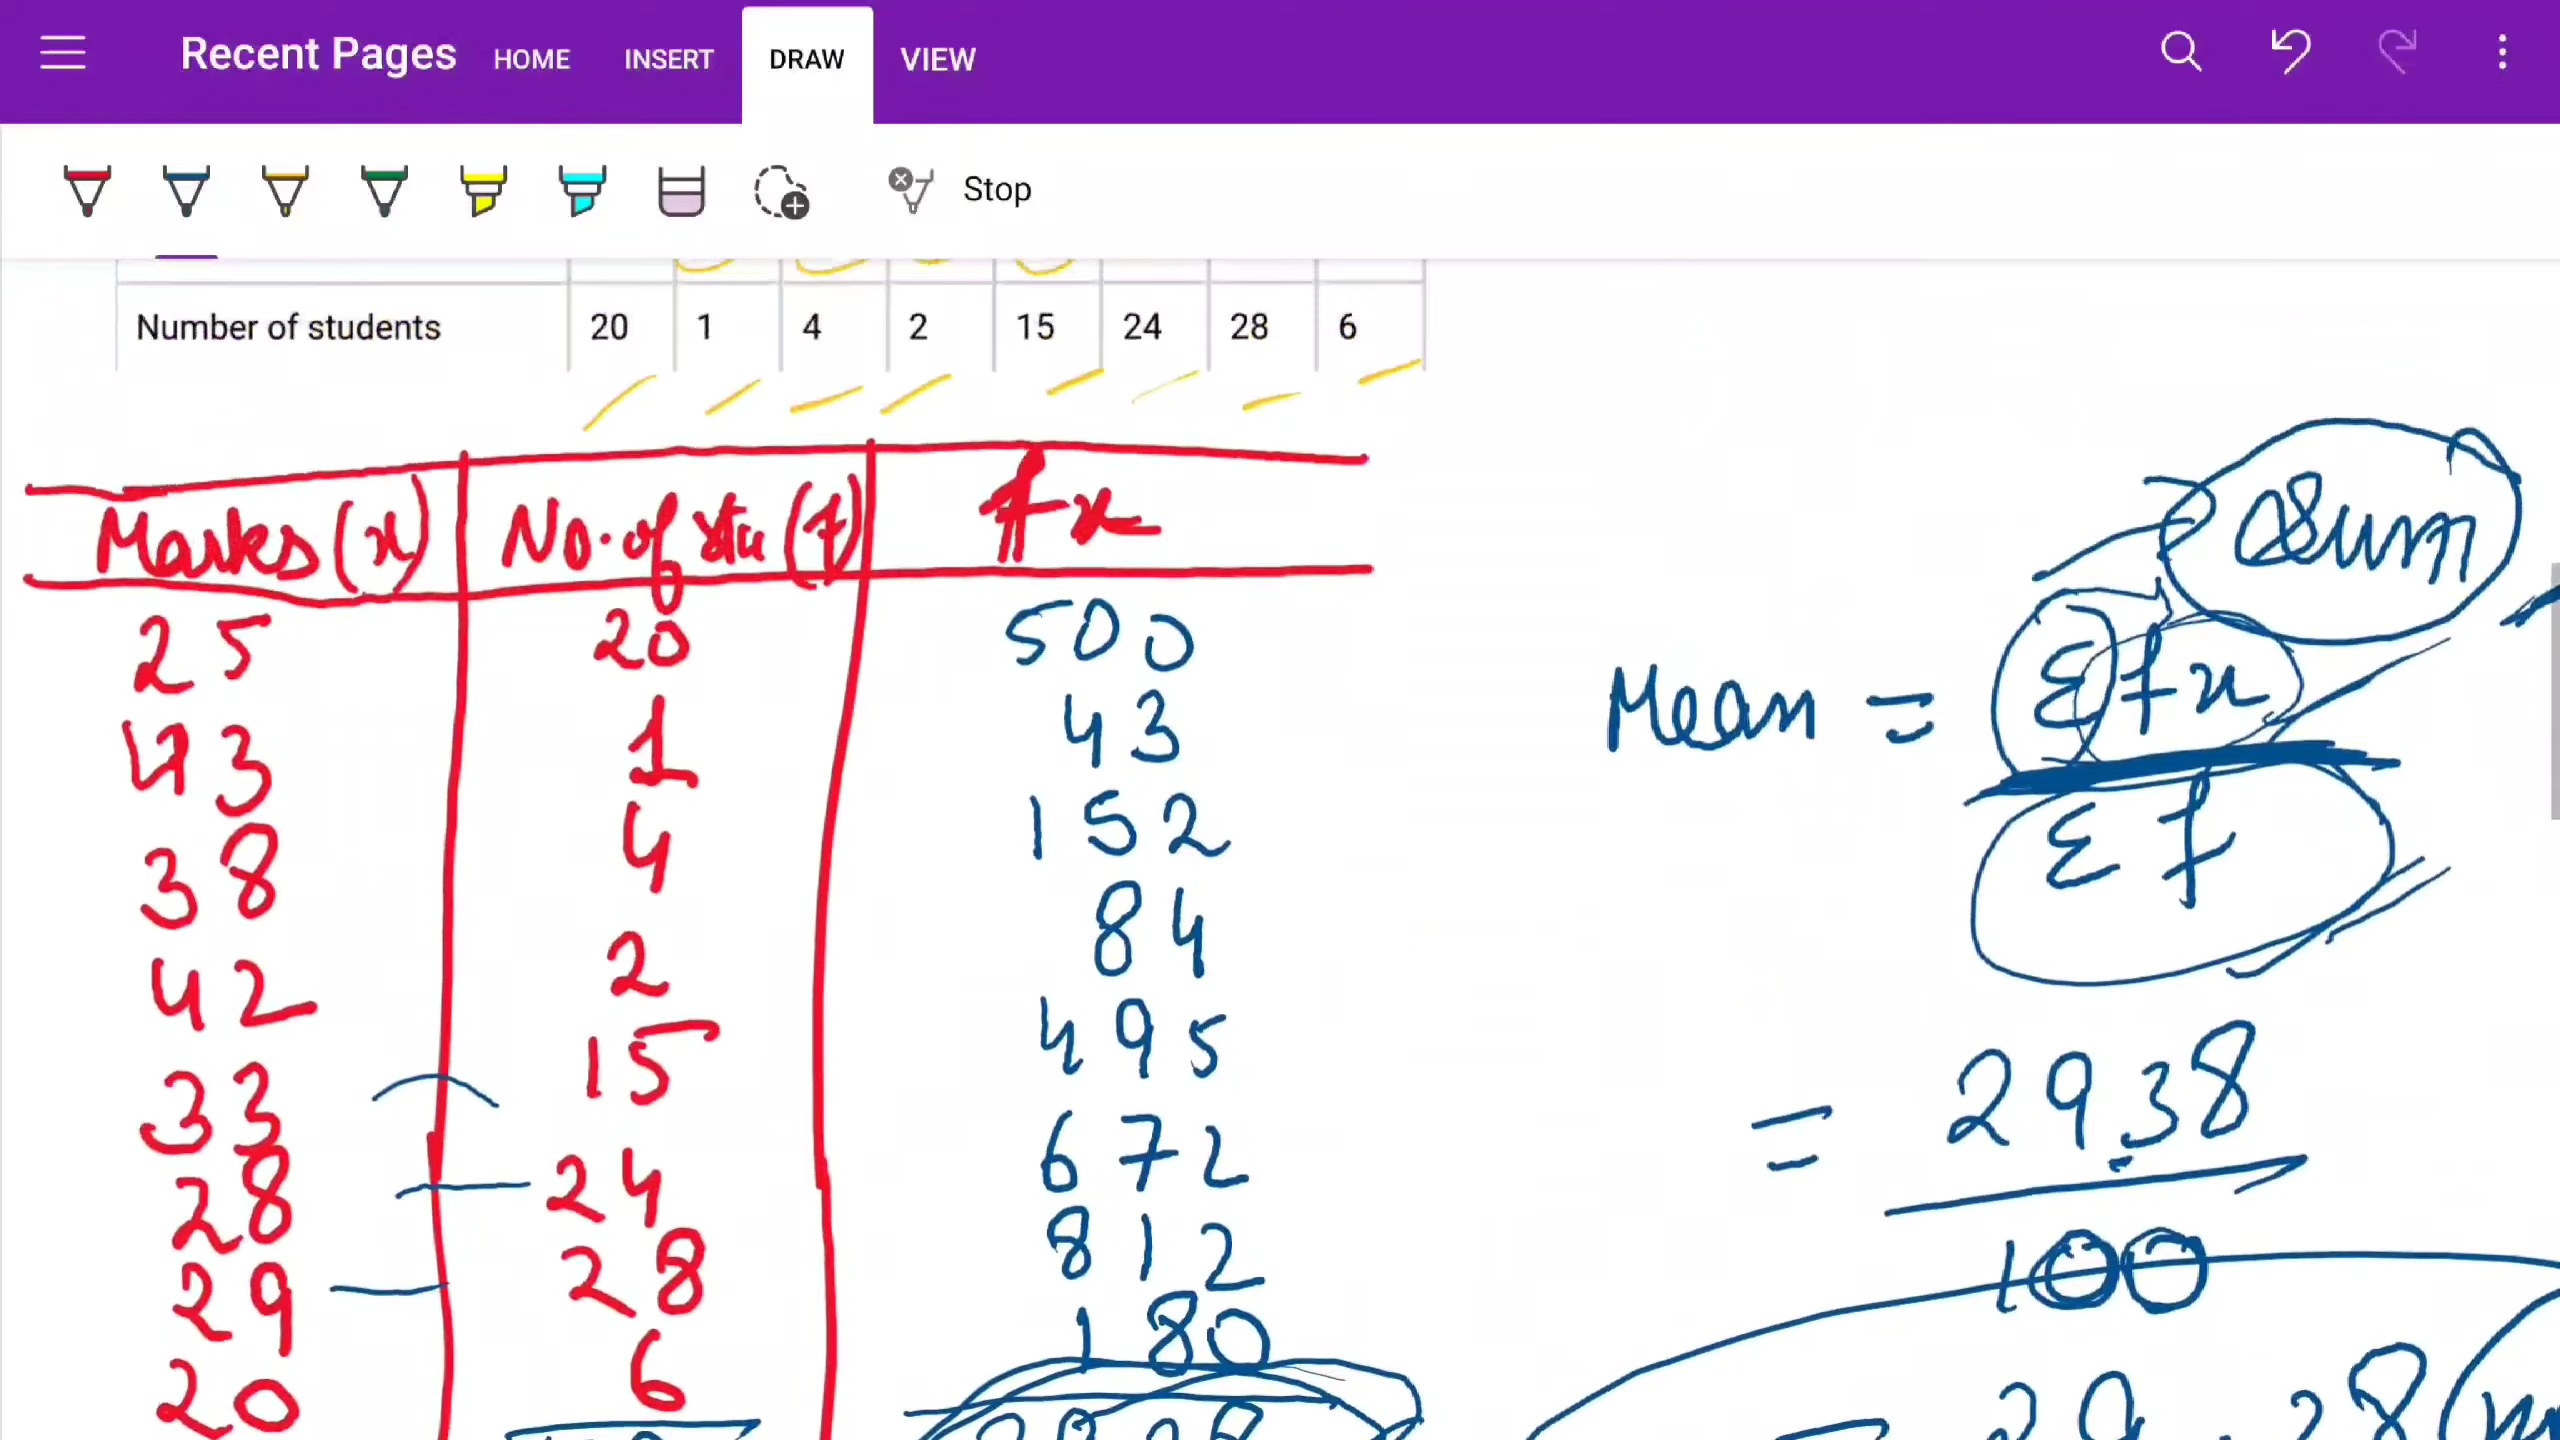 Recent Pages HOME INSERT DRAW VIEW
Stop
Number of students 20 1 4 2 15 24 28 6
Marks (x) No. of stu (f) fx
25 20 500
43 1 43
38 4 152
42 2 84
33 15 495
28 24 672
29 28 812
20 6 180
Sum
Mean = Σfx
Σf
= 29.38
100